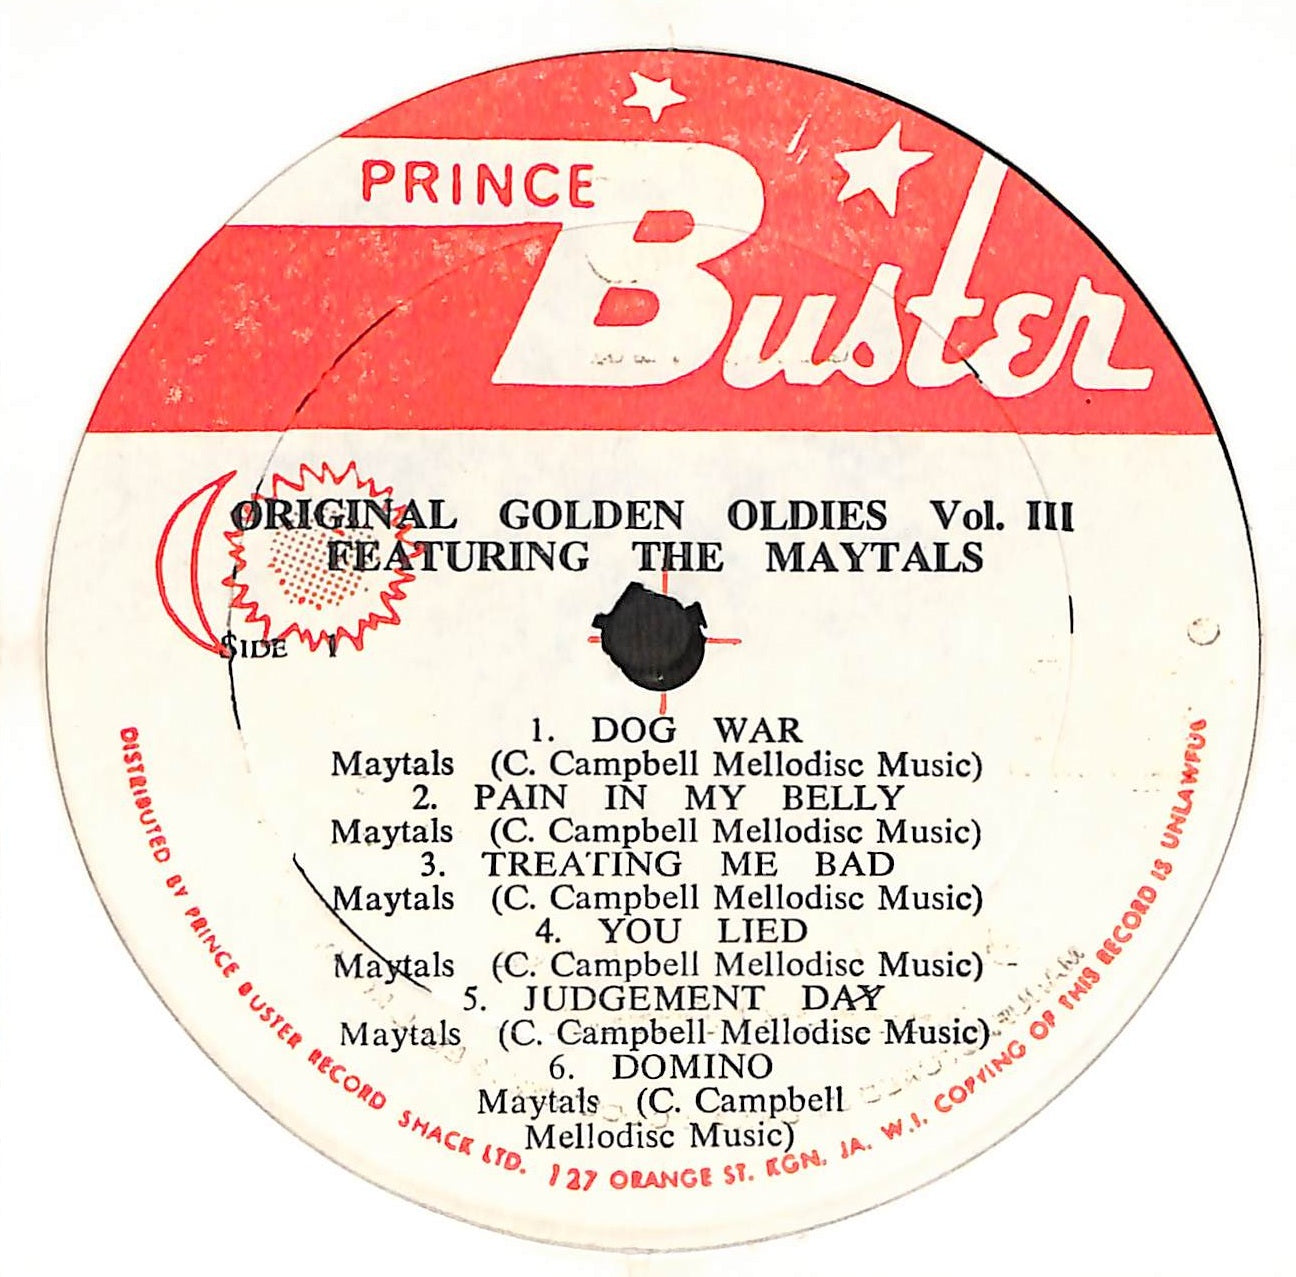 PRINCE
Buster
ORIGINAL GOLDEN OLDIES Vol. III
FEATURING THE MAYTALS
SIDE 1
1. DOG WAR
Maytals (C. Campbell Mellodisc Music)
2. PAIN IN MY BELLY
Maytals (C. Campbell Mellodisc Music)
3. TREATING ME BAD
Maytals (C. Campbell Mellodisc Music)
4. YOU LIED
Maytals (C. Campbell Mellodisc Music)
5. JUDGEMENT DAY
Maytals (C. Campbell Mellodisc Music)
6. DOMINO
Maytals (C. Campbell
Mellodisc Music)
DISTRIBUTED BY PRINCE BUSTER RECORD SHACK LTD. 127 ORANGE ST. KGN. JA. W.I. COPYING OF THIS RECORD IS UNLAWFUL